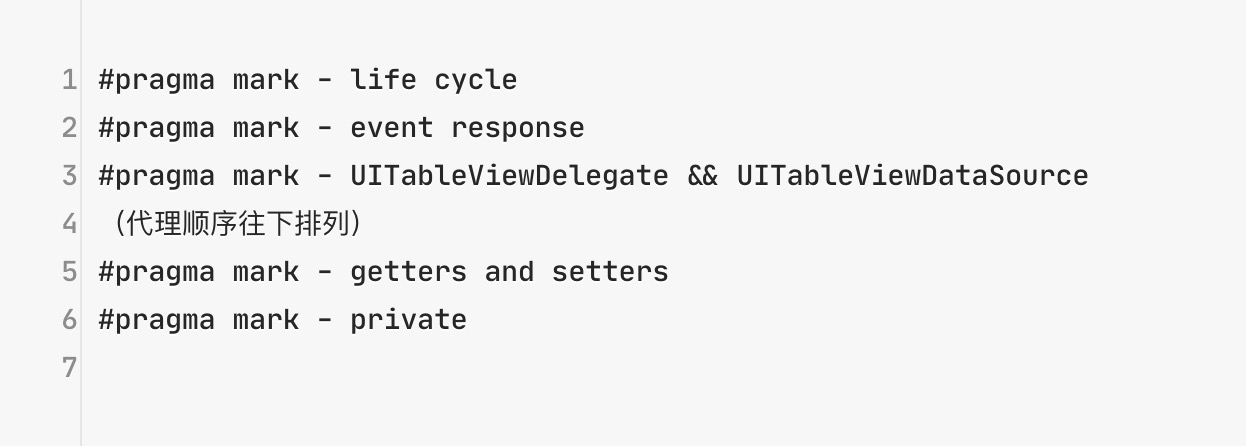 1 #pragma mark - life cycle
2 #pragma mark - event response
3 #pragma mark - UITableViewDelegate && UITableViewDataSource
4 （代理顺序往下排列）
5 #pragma mark - getters and setters
6 #pragma mark - private
7